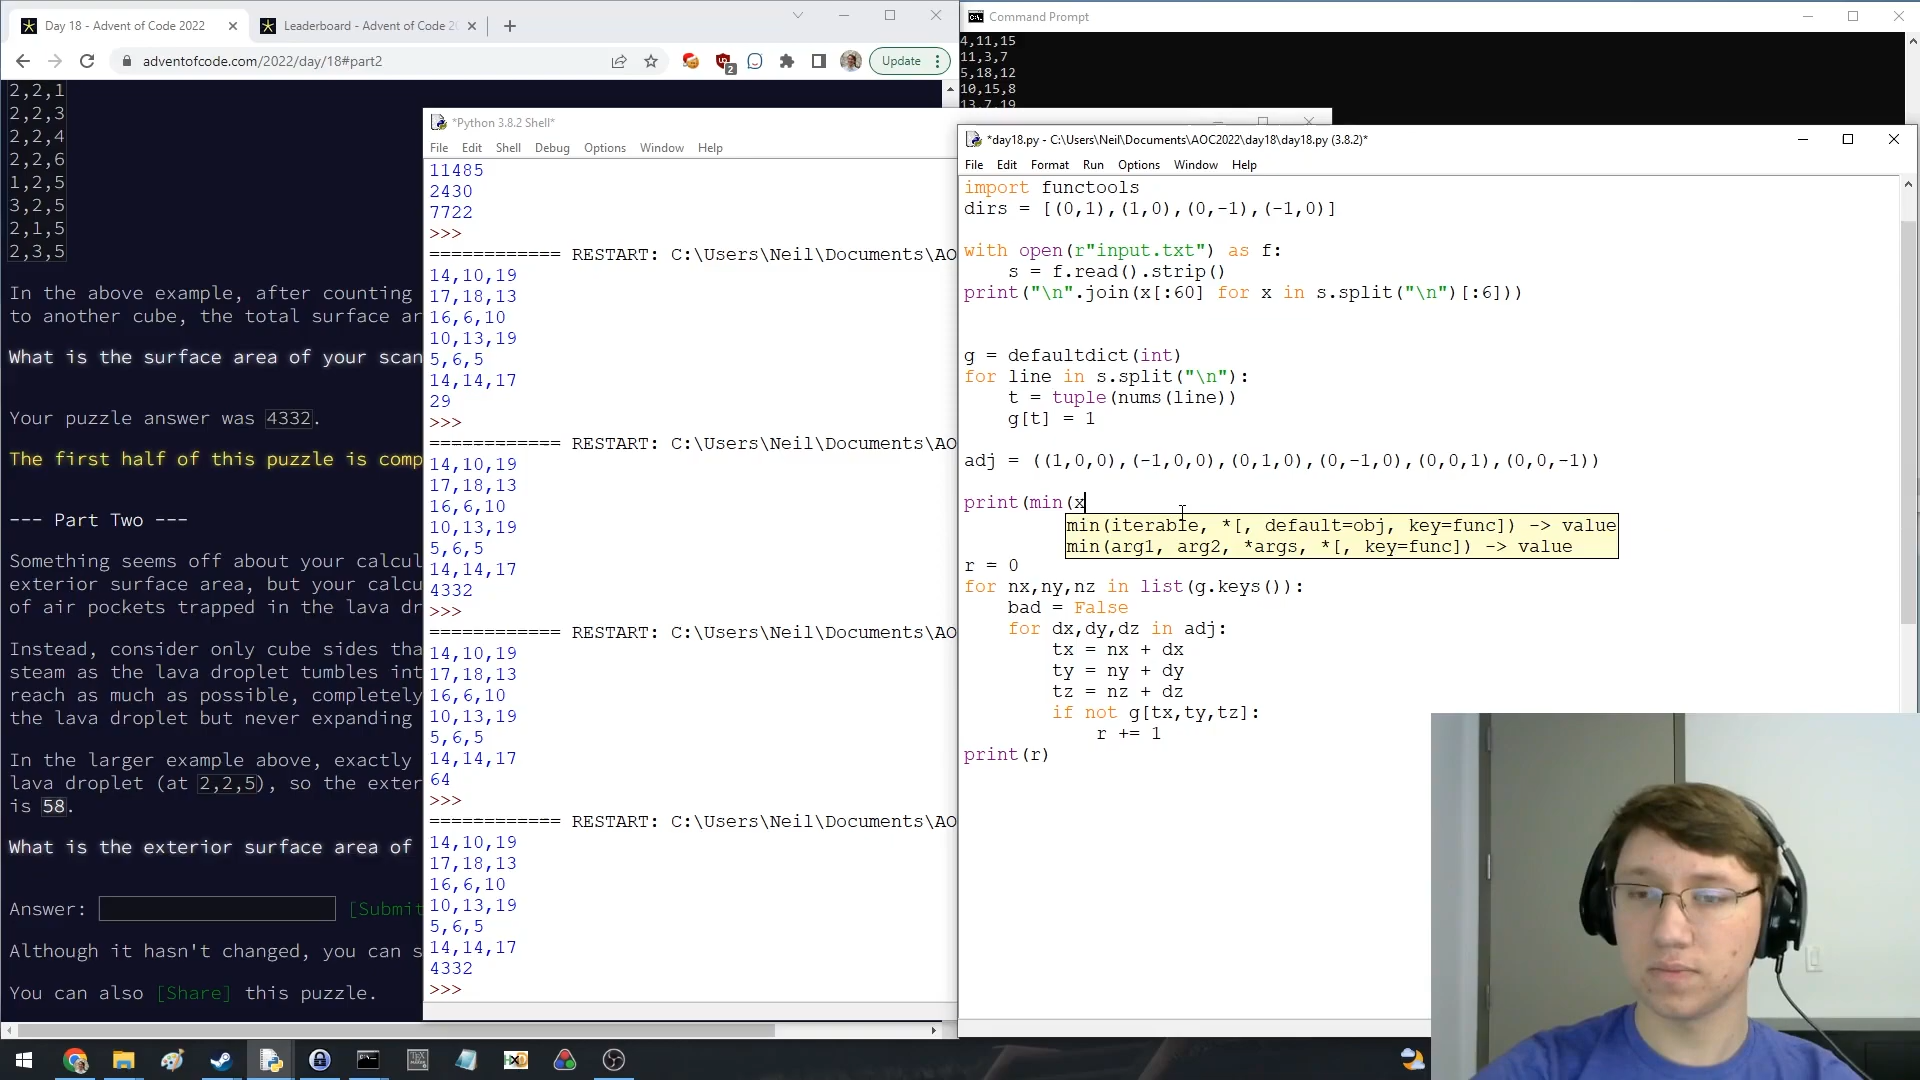 Day 18 - Advent of Code 2022
Leaderboard - Advent of Code 20
adventofcode.com/2022/day/18#part2
Update
2,2,1
2,2,3
2,2,4
2,2,6
1,2,5
3,2,5
2,1,5
2,3,5
In the above example, after counting
to another cube, the total surface ar
What is the surface area of your scan
Your puzzle answer was 4332.
The first half of this puzzle is comp
--- Part Two ---
Something seems off about your calcul
exterior surface area, but your calcu
of air pockets trapped in the lava dr
Instead, consider only cube sides tha
steam as the lava droplet tumbles int
reach as much as possible, completely
the lava droplet but never expanding
In the larger example above, exactly
lava droplet (at 2,2,5), so the exter
is 58.
What is the exterior surface area of
Answer: [Submit
Although it hasn't changed, you can s
You can also [Share] this puzzle.
*Python 3.8.2 Shell*
File Edit Shell Debug Options Window Help
11485
2430
7722
>>>
============ RESTART: C:\Users\Neil\Documents\AO
14,10,19
17,18,13
16,6,10
10,13,19
5,6,5
14,14,17
29
>>>
============ RESTART: C:\Users\Neil\Documents\AO
14,10,19
17,18,13
16,6,10
10,13,19
5,6,5
14,14,17
4332
>>>
============ RESTART: C:\Users\Neil\Documents\AO
14,10,19
17,18,13
16,6,10
10,13,19
5,6,5
14,14,17
64
>>>
============ RESTART: C:\Users\Neil\Documents\AO
14,10,19
17,18,13
16,6,10
10,13,19
5,6,5
14,14,17
4332
>>>
Command Prompt
4,11,15
11,3,7
5,18,12
10,15,8
13,7,19
*day18.py - C:\Users\Neil\Documents\AOC2022\day18\day18.py (3.8.2)*
File Edit Format Run Options Window Help
import functools
dirs = [(0,1),(1,0),(0,-1),(-1,0)]
with open(r"input.txt") as f:
    s = f.read().strip()
print("\n".join(x[:60] for x in s.split("\n")[:6]))
g = defaultdict(int)
for line in s.split("\n"):
    t = tuple(nums(line))
    g[t] = 1
adj = ((1,0,0),(-1,0,0),(0,1,0),(0,-1,0),(0,0,1),(0,0,-1))
print(min(x
min(iterable, *[, default=obj, key=func]) -> value
min(arg1, arg2, *args, *[, key=func]) -> value
r = 0
for nx,ny,nz in list(g.keys()):
    bad = False
    for dx,dy,dz in adj:
        tx = nx + dx
        ty = ny + dy
        tz = nz + dz
        if not g[tx,ty,tz]:
            r += 1
print(r)